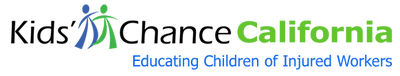 Kids' Chance California
Educating Children of Injured Workers